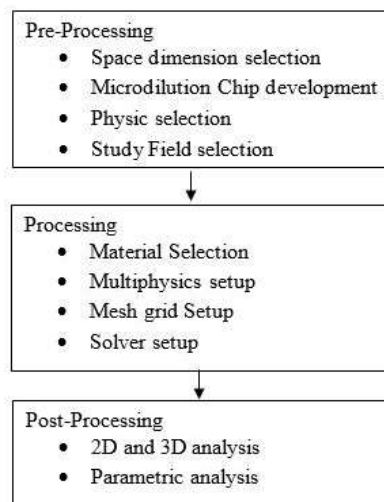 Pre-Processing
• Space dimension selection
• Microdilution Chip development
• Physic selection
• Study Field selection
Processing
• Material Selection
• Multiphysics setup
• Mesh grid Setup
• Solver setup
Post-Processing
• 2D and 3D analysis
• Parametric analysis